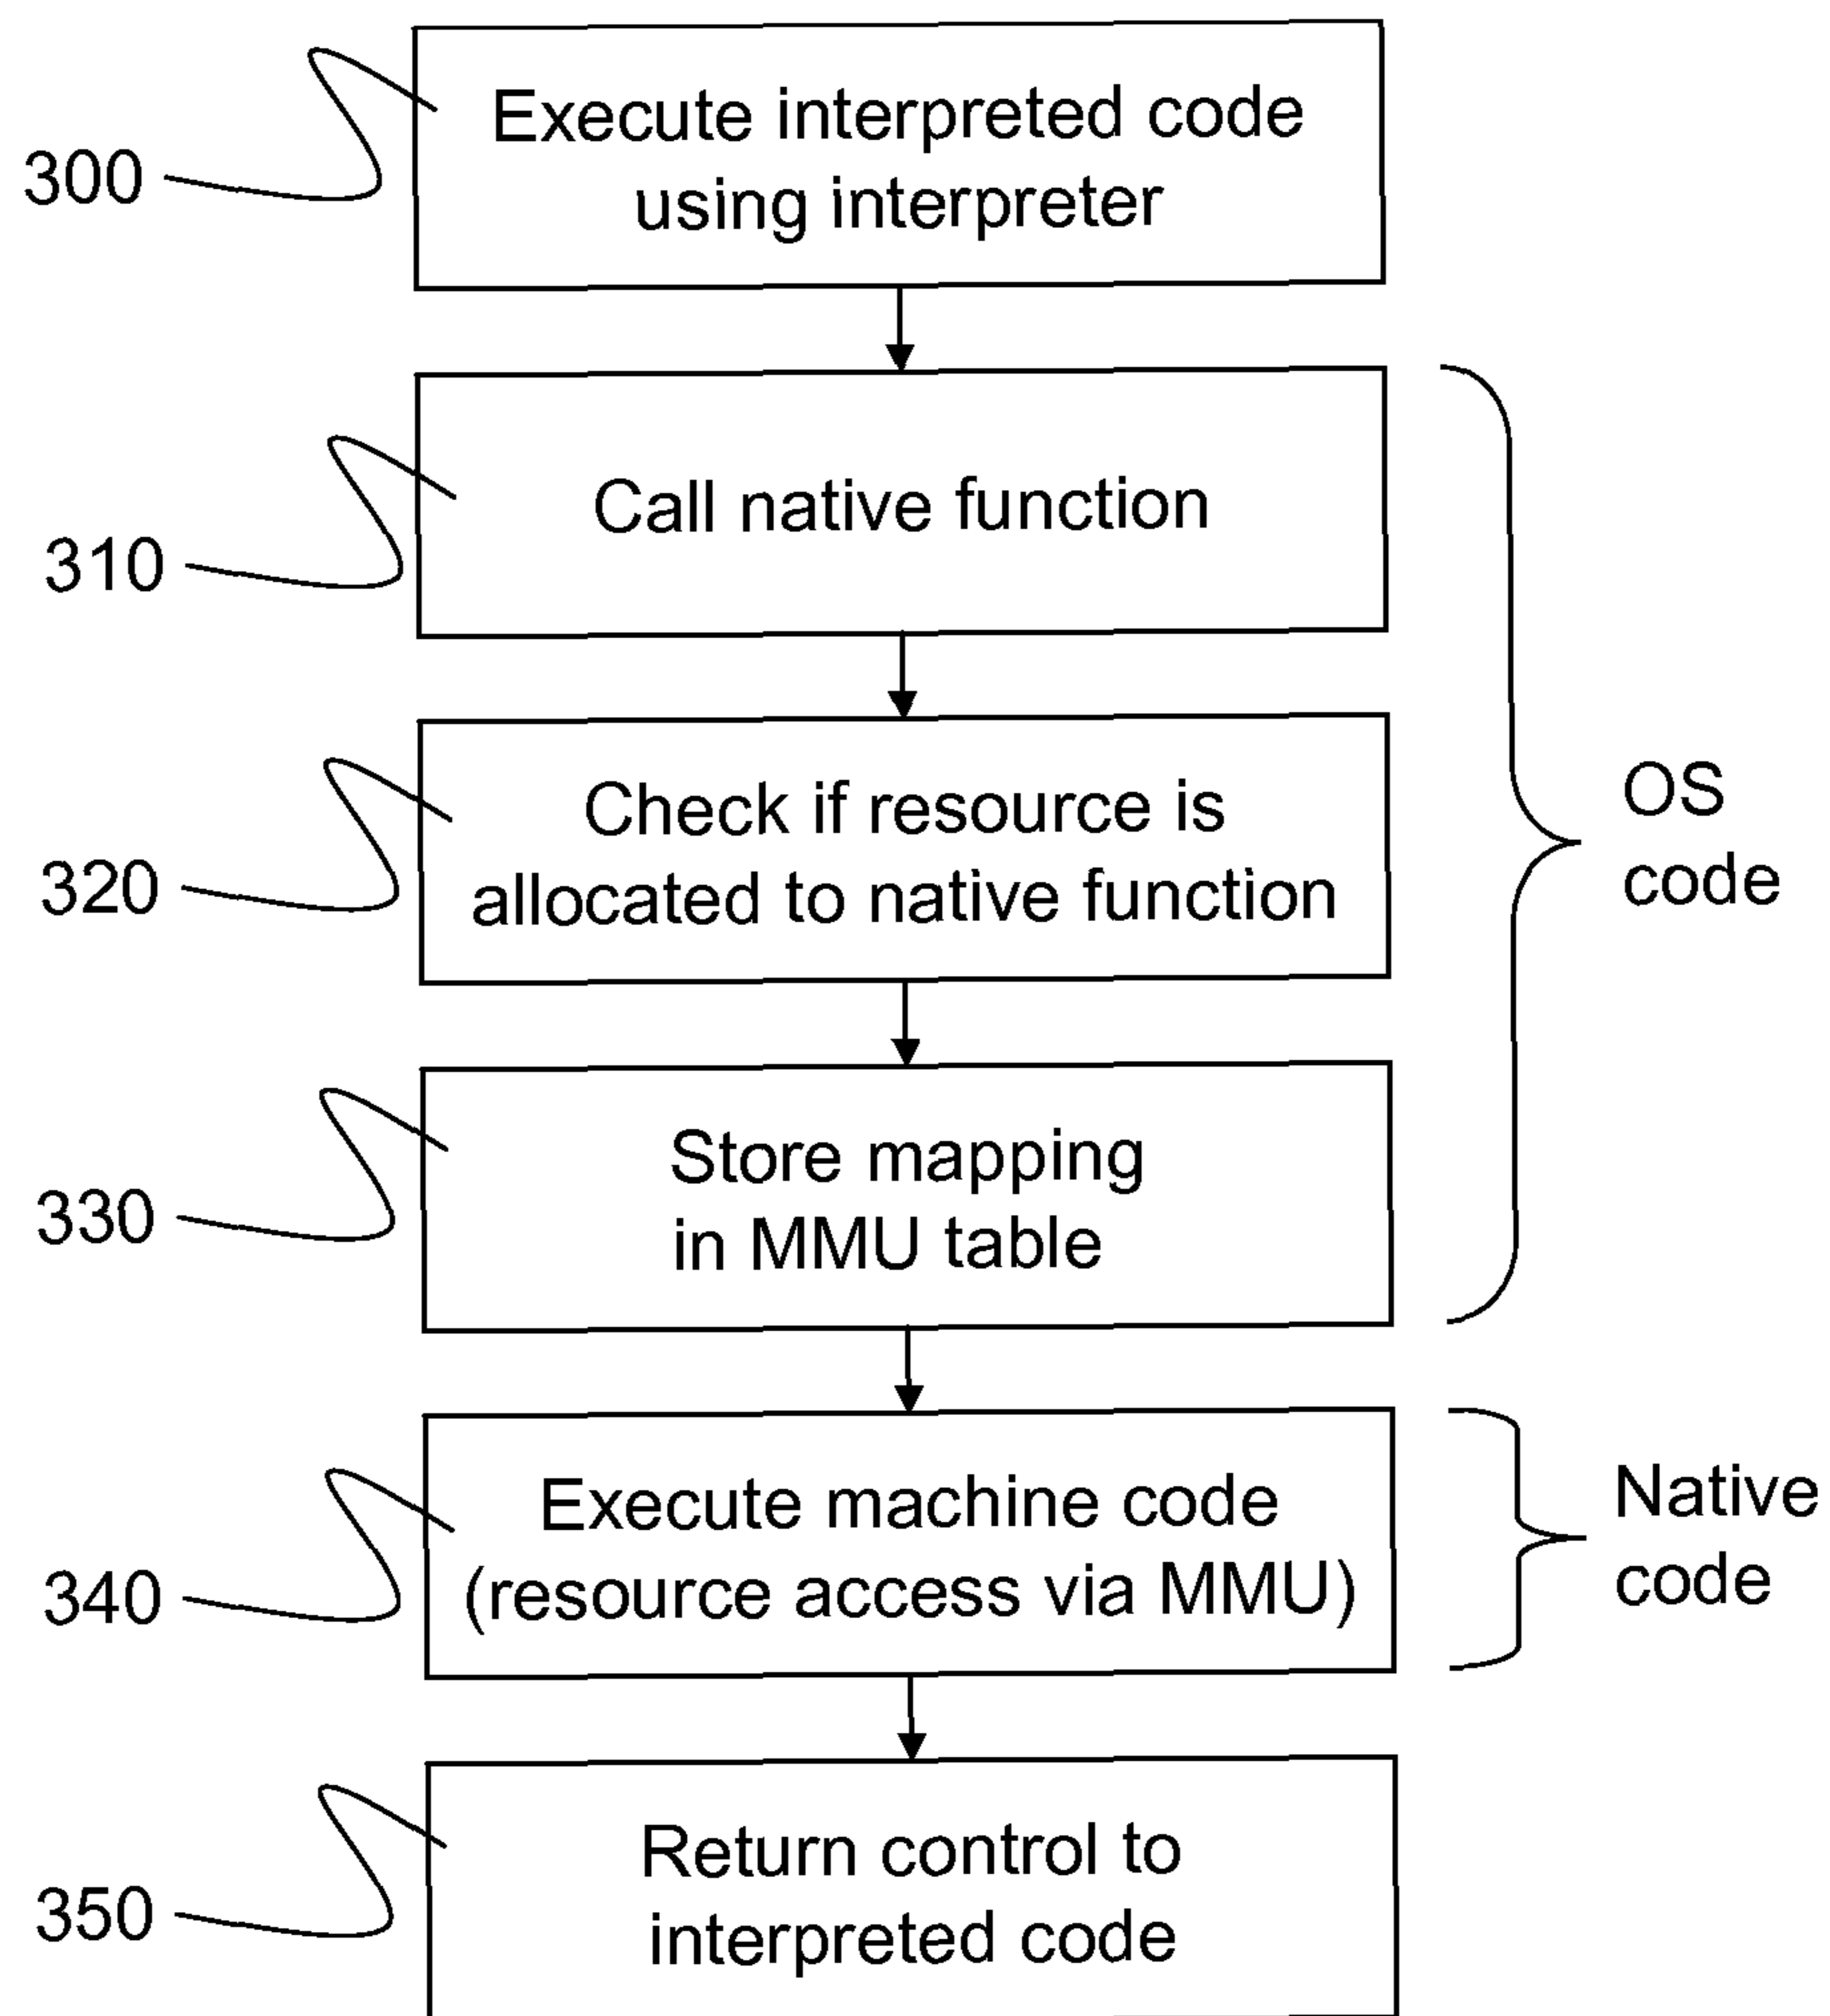 300
Execute interpreted code
using interpreter
310
Call native function
320
Check if resource is
allocated to native function
OS
code
330
Store mapping
in MMU table
340
Execute machine code
(resource access via MMU)
Native
code
350
Return control to
interpreted code